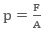 p = F/A